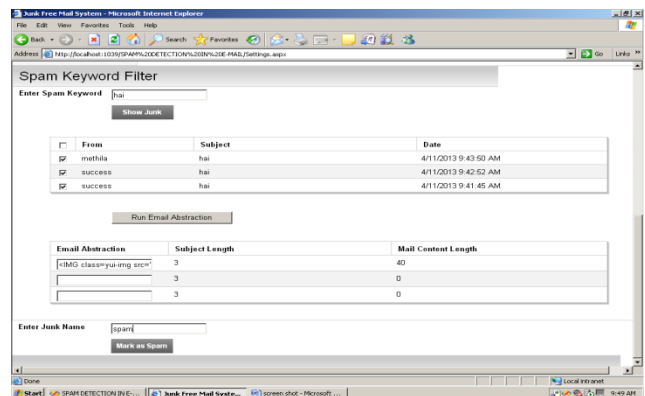 Junk Free Mail System - Microsoft Internet Explorer
File Edit View Favorites Tools Help
Back Search Favorites
Address http://localhost:1039/SPAM%20DETECTION%20IN%20E-MAIL/Settings.aspx Go Links »
Spam Keyword Filter
Enter Spam Keyword hai
Show Junk
From Subject Date
methila hai 4/11/2013 9:43:50 AM
success hai 4/11/2013 9:42:52 AM
success hai 4/11/2013 9:41:45 AM
Run Email Abstraction
Email Abstraction Subject Length Mail Content Length
<IMG class=yui-img src=' 3 40
3 0
3 0
Enter Junk Name spam
Mark as Spam
Done Local intranet
Start SPAM DETECTION IN E-... Junk Free Mail Syste... screen shot - Microsoft ... 9:49 AM